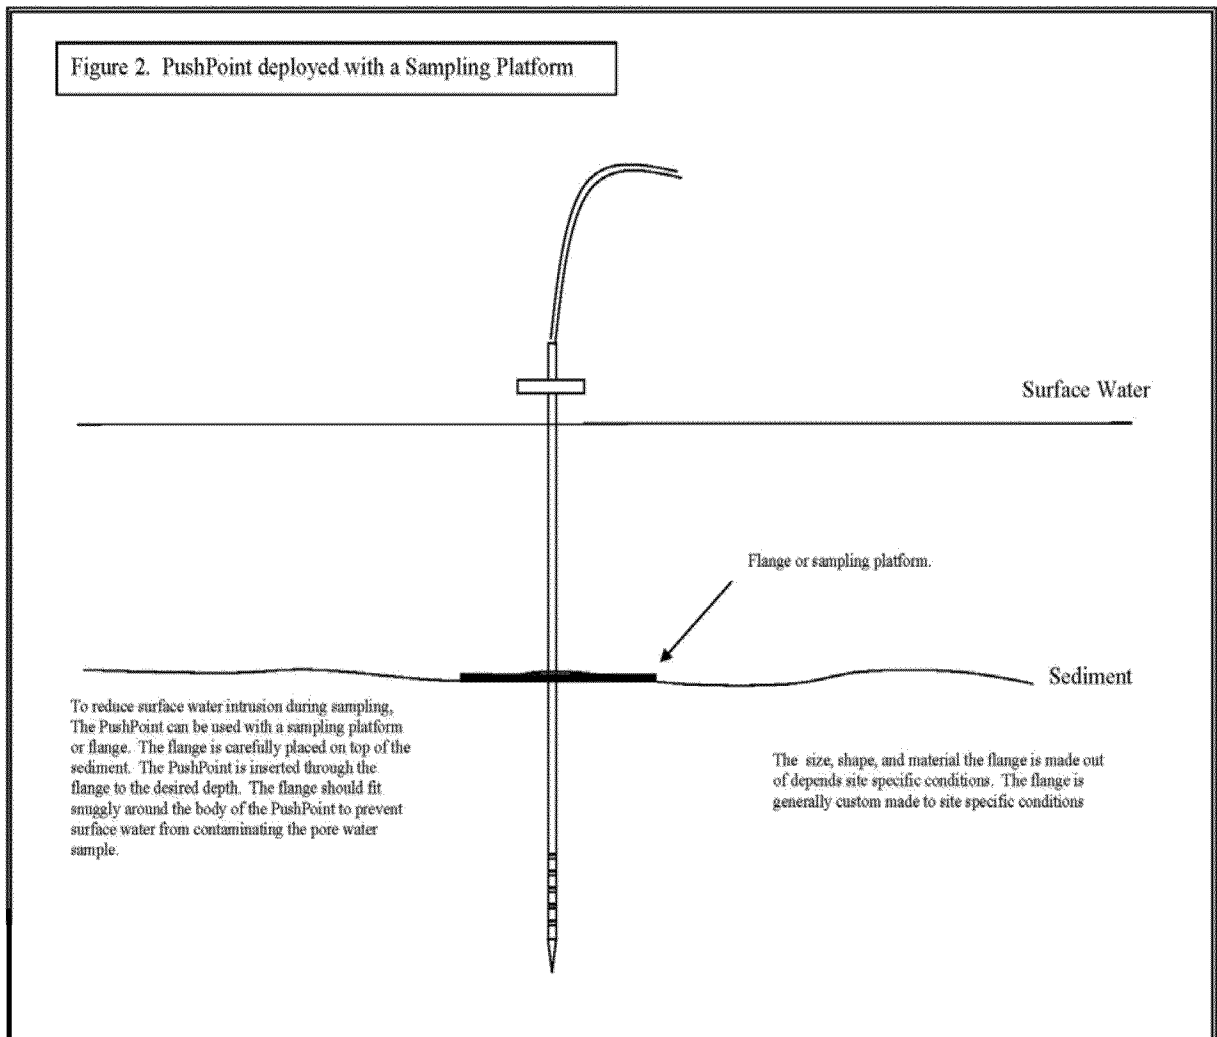 Figure 2. PushPoint deployed with a Sampling Platform
Surface Water
Flange or sampling platform.
Sediment
To reduce surface water intrusion during sampling,
The PushPoint can be used with a sampling platform
or flange. The flange is carefully placed on top of the
sediment. The PushPoint is inserted through the
flange to the desired depth. The flange should fit
snuggly around the body of the PushPoint to prevent
surface water from contaminating the pore water
sample.
The size, shape, and material the flange is made out
of depends site specific conditions. The flange is
generally custom made to site specific conditions